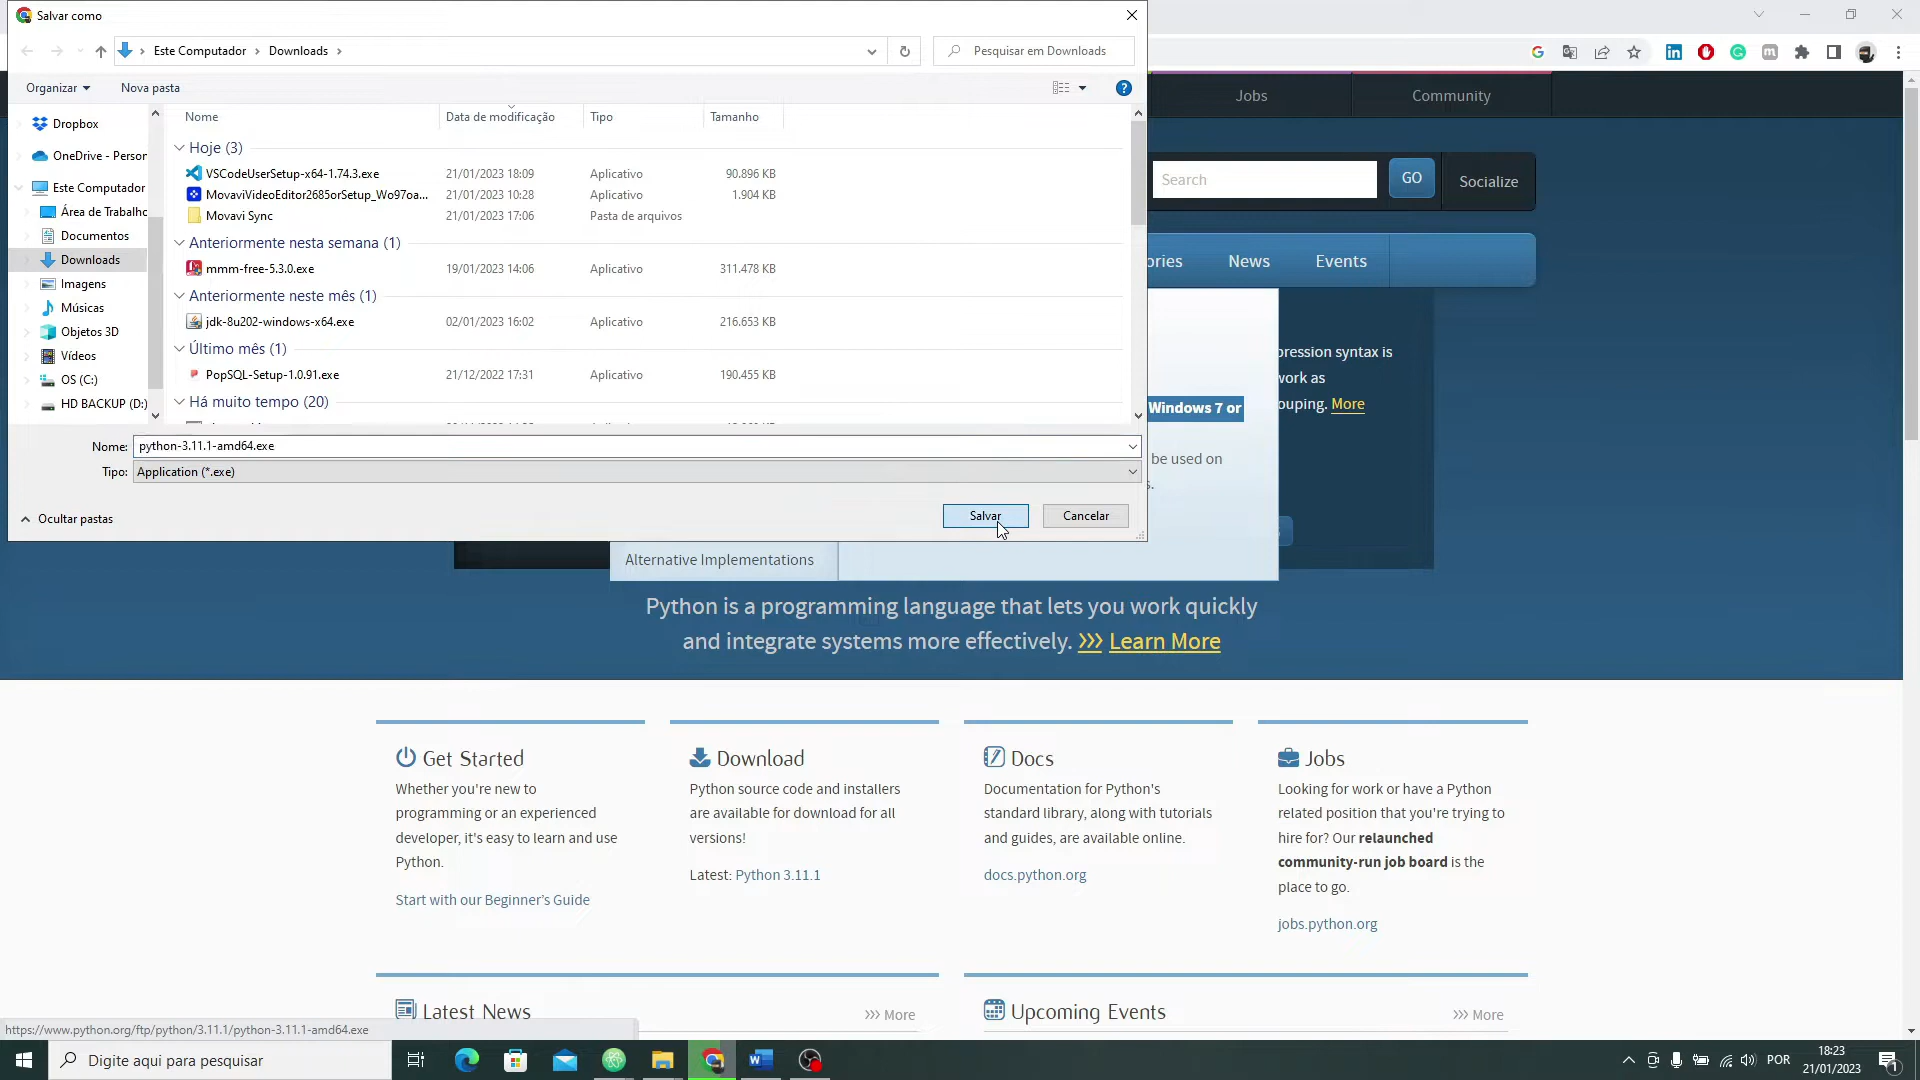 Salvar como
Este Computador
Downloads
Pesquisar em Downloads
Organizar
Nova pasta
Dropbox
OneDrive - Person
Este Computador
Área de Trabalho
Documentos
Downloads
Imagens
Músicas
Objetos 3D
Vídeos
OS (C:)
HD BACKUP (D:)
Nome Data de modificação Tipo Tamanho
Hoje (3)
VSCodeUserSetup-x64-1.74.3.exe 21/01/2023 18:09 Aplicativo 90.896 KB
MovaviVideoEditor2685orSetup_Wo97oa... 21/01/2023 10:28 Aplicativo 1.904 KB
Movavi Sync 21/01/2023 17:06 Pasta de arquivos
Anteriormente nesta semana (1)
mmm-free-5.3.0.exe 19/01/2023 14:06 Aplicativo 311.478 KB
Anteriormente neste mês (1)
jdk-8u202-windows-x64.exe 02/01/2023 16:02 Aplicativo 216.653 KB
Último mês (1)
PopSQL-Setup-1.0.91.exe 21/12/2022 17:31 Aplicativo 190.455 KB
Há muito tempo (20)
Nome: python-3.11.1-amd64.exe
Tipo: Application (*.exe)
Ocultar pastas
Salvar
Cancelar
Jobs
Community
Search
GO
Socialize
ories
News
Events
pression syntax is
work as
ouping. More
Windows 7 or
be used on
s.
Alternative Implementations
Python is a programming language that lets you work quickly
and integrate systems more effectively. >>> Learn More
Get Started
Whether you're new to
programming or an experienced
developer, it's easy to learn and use
Python.
Start with our Beginner’s Guide
Download
Python source code and installers
are available for download for all
versions!
Latest: Python 3.11.1
Docs
Documentation for Python's
standard library, along with tutorials
and guides, are available online.
docs.python.org
Jobs
Looking for work or have a Python
related position that you're trying to
hire for? Our relaunched
community-run job board is the
place to go.
jobs.python.org
Latest News
>>> More
Upcoming Events
>>> More
https://www.python.org/ftp/python/3.11.1/python-3.11.1-amd64.exe
Digite aqui para pesquisar
POR
18:23
21/01/2023
1